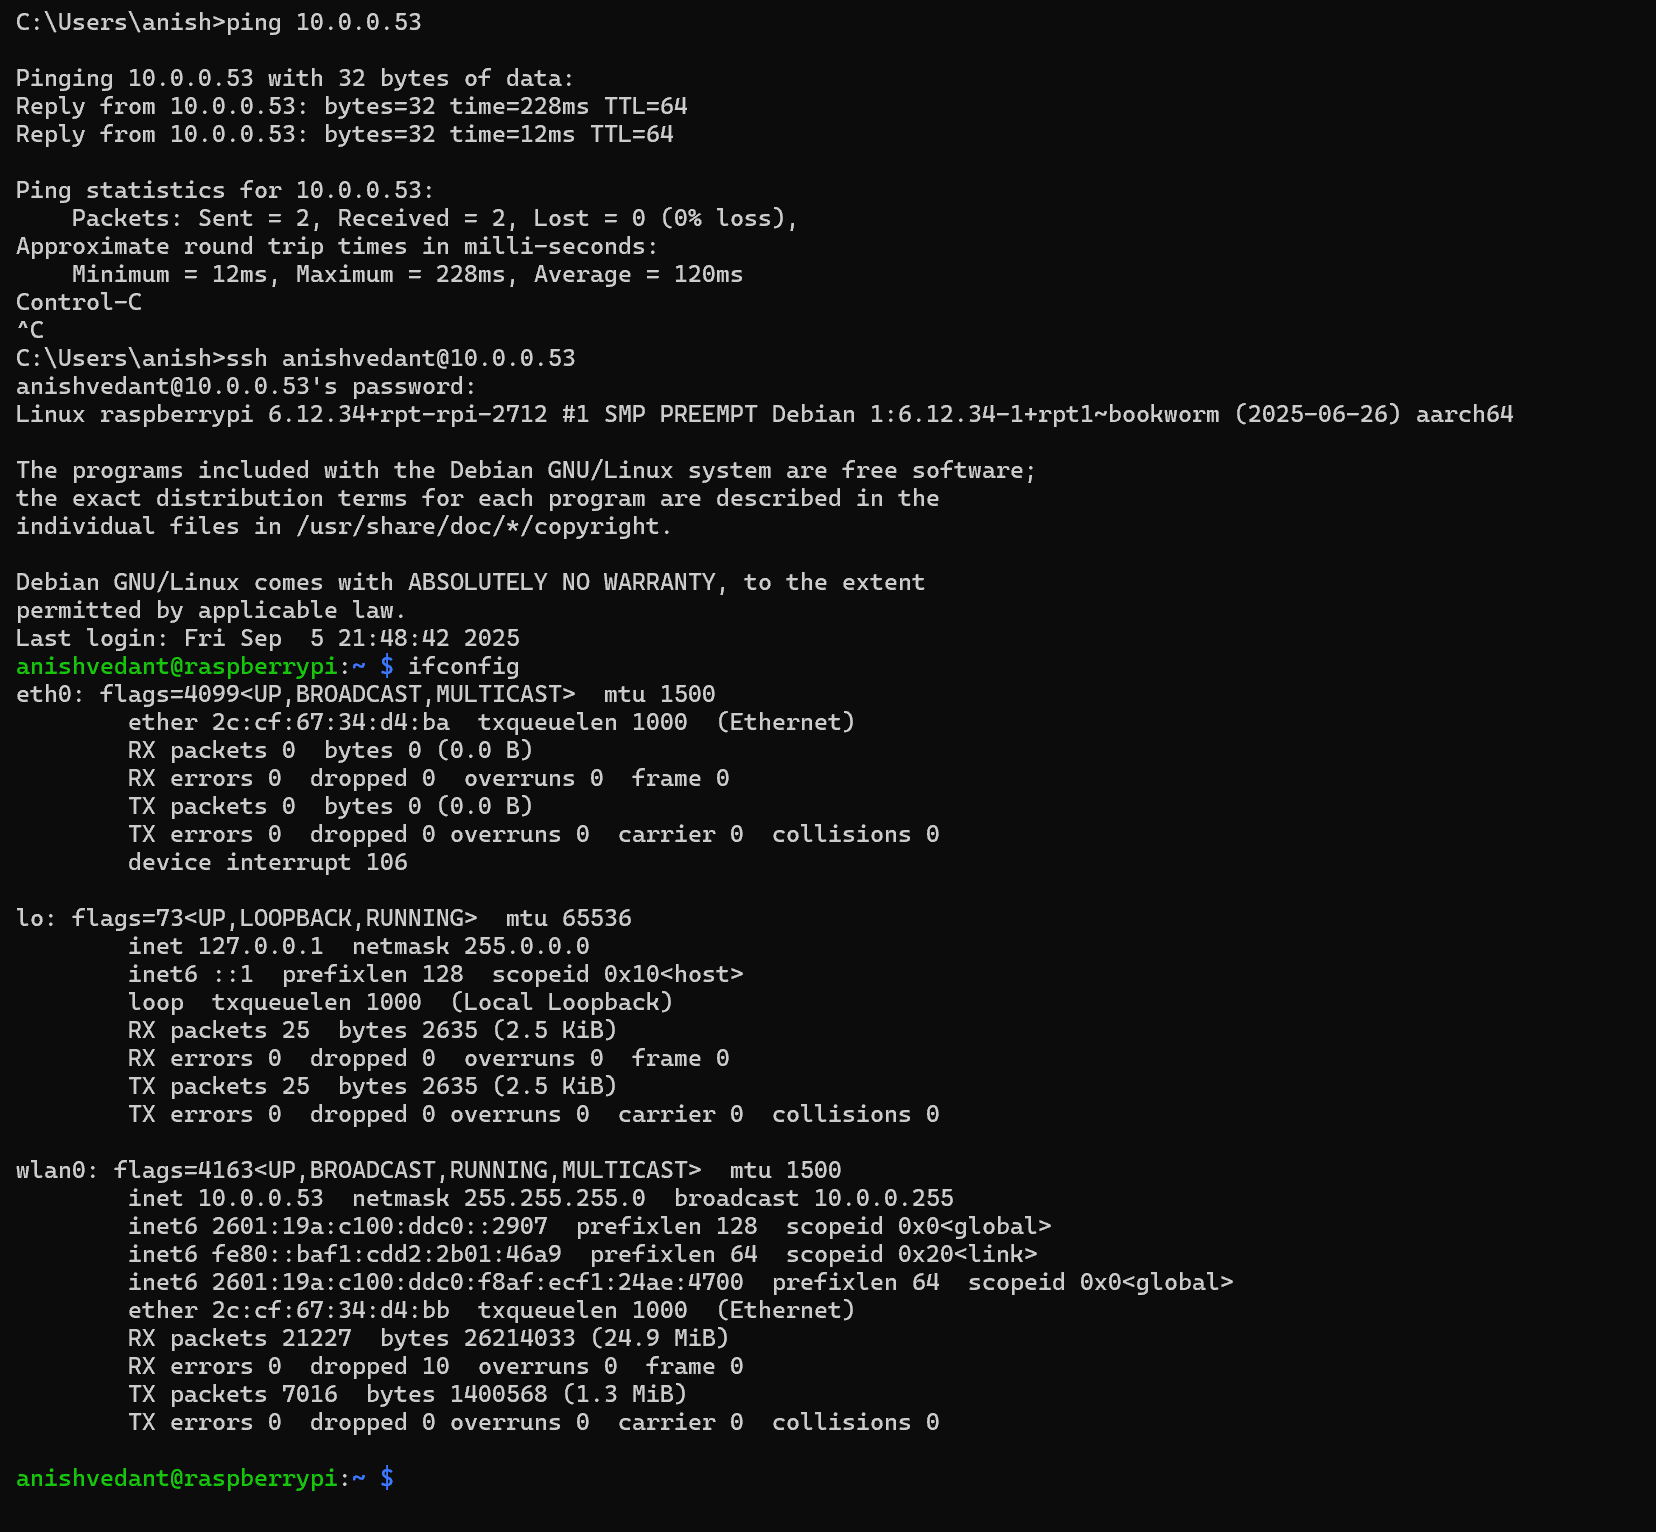 C:\Users\anish>ping 10.0.0.53
Pinging 10.0.0.53 with 32 bytes of data:
Reply from 10.0.0.53: bytes=32 time=228ms TTL=64
Reply from 10.0.0.53: bytes=32 time=12ms TTL=64
Ping statistics for 10.0.0.53:
    Packets: Sent = 2, Received = 2, Lost = 0 (0% loss),
Approximate round trip times in milli-seconds:
    Minimum = 12ms, Maximum = 228ms, Average = 120ms
Control-C
^C
C:\Users\anish>ssh anishvedant@10.0.0.53
anishvedant@10.0.0.53's password:
Linux raspberrypi 6.12.34+rpt-rpi-2712 #1 SMP PREEMPT Debian 1:6.12.34-1+rpt1~bookworm (2025-06-26) aarch64
The programs included with the Debian GNU/Linux system are free software;
the exact distribution terms for each program are described in the
individual files in /usr/share/doc/*/copyright.
Debian GNU/Linux comes with ABSOLUTELY NO WARRANTY, to the extent
permitted by applicable law.
Last login: Fri Sep  5 21:48:42 2025
anishvedant@raspberrypi:~ $ ifconfig
eth0: flags=4099<UP,BROADCAST,MULTICAST>  mtu 1500
        ether 2c:cf:67:34:d4:ba  txqueuelen 1000  (Ethernet)
        RX packets 0  bytes 0 (0.0 B)
        RX errors 0  dropped 0  overruns 0  frame 0
        TX packets 0  bytes 0 (0.0 B)
        TX errors 0  dropped 0 overruns 0  carrier 0  collisions 0
        device interrupt 106
lo: flags=73<UP,LOOPBACK,RUNNING>  mtu 65536
        inet 127.0.0.1  netmask 255.0.0.0
        inet6 ::1  prefixlen 128  scopeid 0x10<host>
        loop  txqueuelen 1000  (Local Loopback)
        RX packets 25  bytes 2635 (2.5 KiB)
        RX errors 0  dropped 0  overruns 0  frame 0
        TX packets 25  bytes 2635 (2.5 KiB)
        TX errors 0  dropped 0 overruns 0  carrier 0  collisions 0
wlan0: flags=4163<UP,BROADCAST,RUNNING,MULTICAST>  mtu 1500
        inet 10.0.0.53  netmask 255.255.255.0  broadcast 10.0.0.255
        inet6 2601:19a:c100:ddc0::2907  prefixlen 128  scopeid 0x0<global>
        inet6 fe80::baf1:cdd2:2b01:46a9  prefixlen 64  scopeid 0x20<link>
        inet6 2601:19a:c100:ddc0:f8af:ecf1:24ae:4700  prefixlen 64  scopeid 0x0<global>
        ether 2c:cf:67:34:d4:bb  txqueuelen 1000  (Ethernet)
        RX packets 21227  bytes 26214033 (24.9 MiB)
        RX errors 0  dropped 10  overruns 0  frame 0
        TX packets 7016  bytes 1400568 (1.3 MiB)
        TX errors 0  dropped 0 overruns 0  carrier 0  collisions 0
anishvedant@raspberrypi:~ $